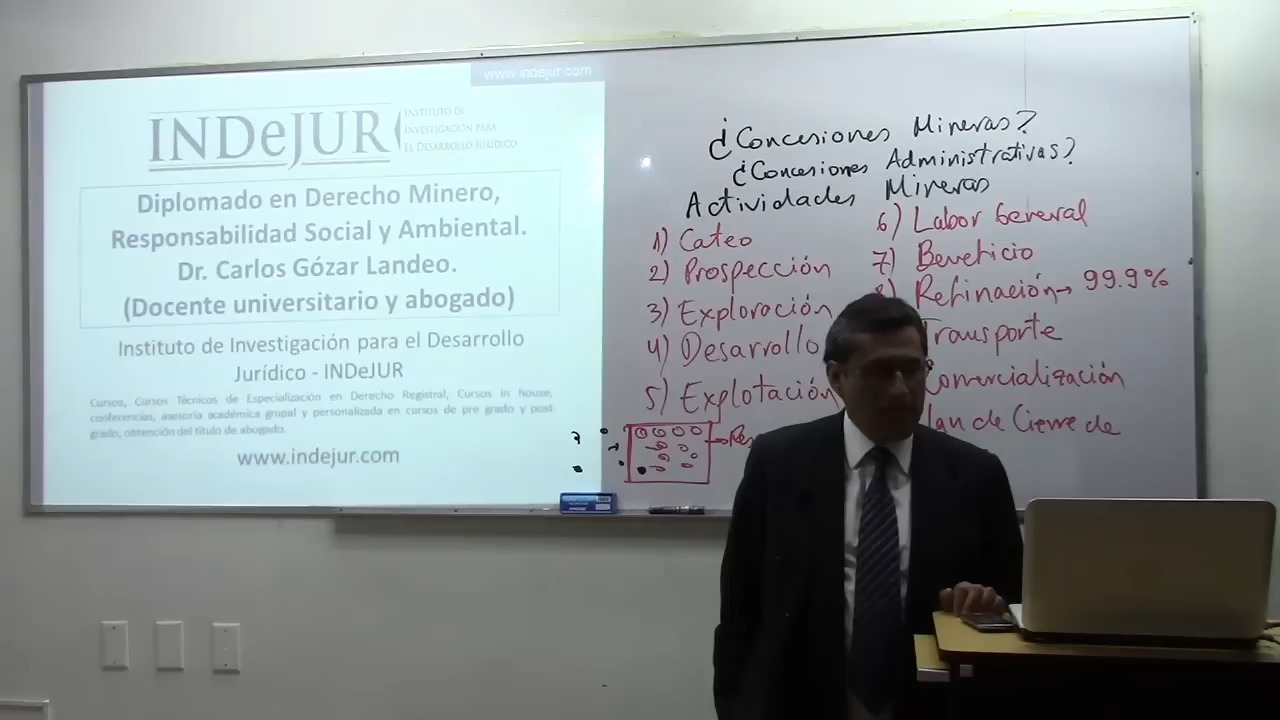 www.indejur.com
INDeJUR
INSTITUTO DE
INVESTIGACIÓN PARA
EL DESARROLLO JURÍDICO
Diplomado en Derecho Minero,
Responsabilidad Social y Ambiental.
Dr. Carlos Gózar Landeo.
(Docente universitario y abogado)
Instituto de Investigación para el Desarrollo
Jurídico - INDeJUR
Cursos, Cursos Técnicos de Especialización en Derecho Registral, Cursos in house,
conferencias, asesoría académica grupal y personalizada en cursos de pre grado y post
grado, obtención del título de abogado.
www.indejur.com
¿Concesiones Mineras?
¿Concesiones Administrativas?
Actividades Mineras
1) Cateo
2) Prospección
3) Exploración
4) Desarrollo
5) Explotación
6) Labor General
7) Beneficio
8) Refinación → 99.9%
Transporte
Comercialización
Plan de Cierre de